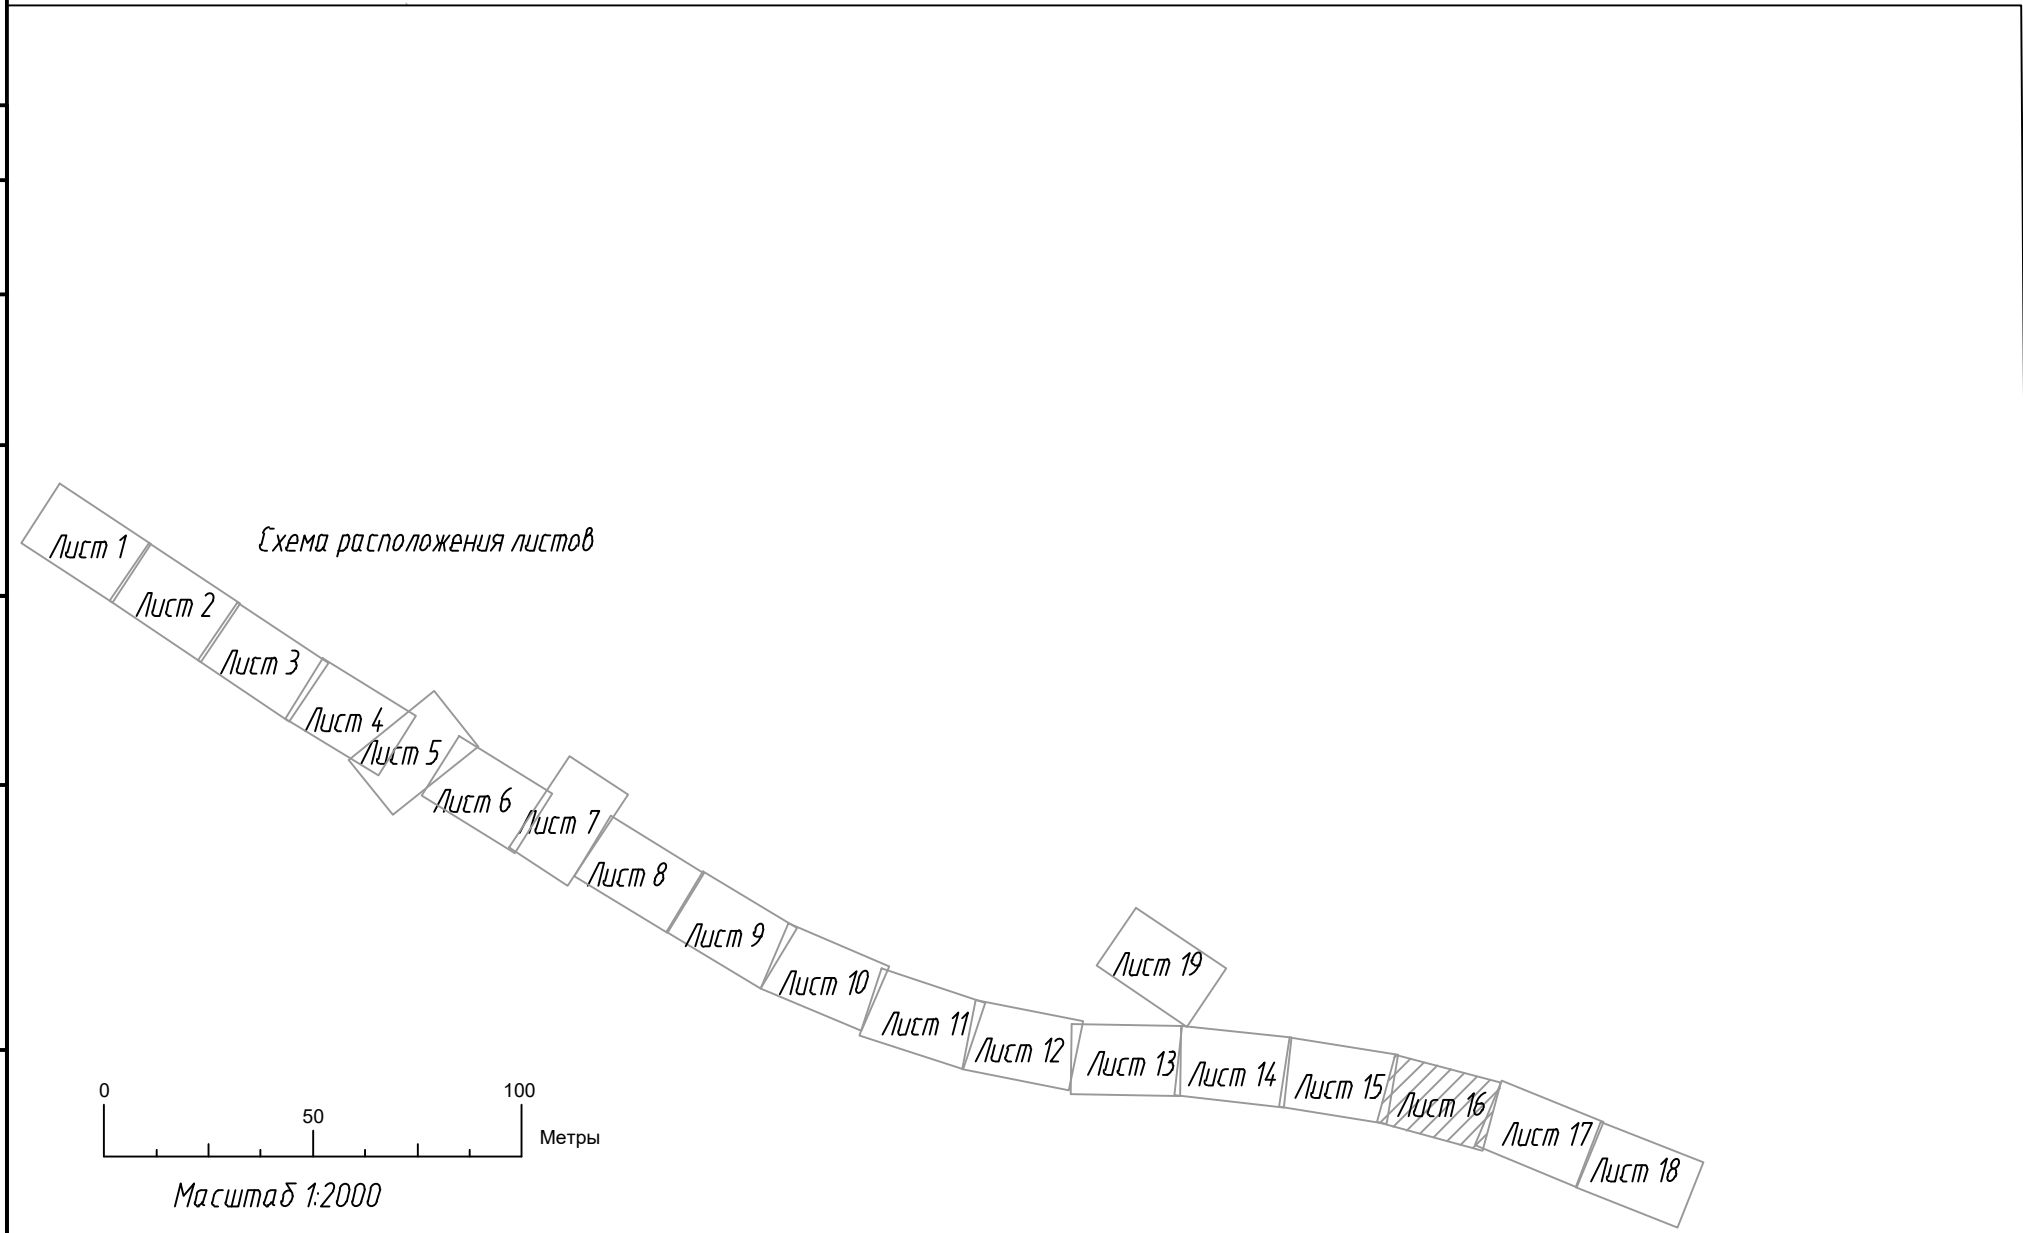 Схема расположения листов
Лист 1
Лист 2
Лист 3
Лист 4
Лист 5
Лист 6
Лист 7
Лист 8
Лист 9
Лист 10
Лист 11
Лист 12
Лист 19
Лист 13
Лист 14
Лист 15
Лист 16
Лист 17
Лист 18
0 50 100
Метры
Масштаб 1:2000